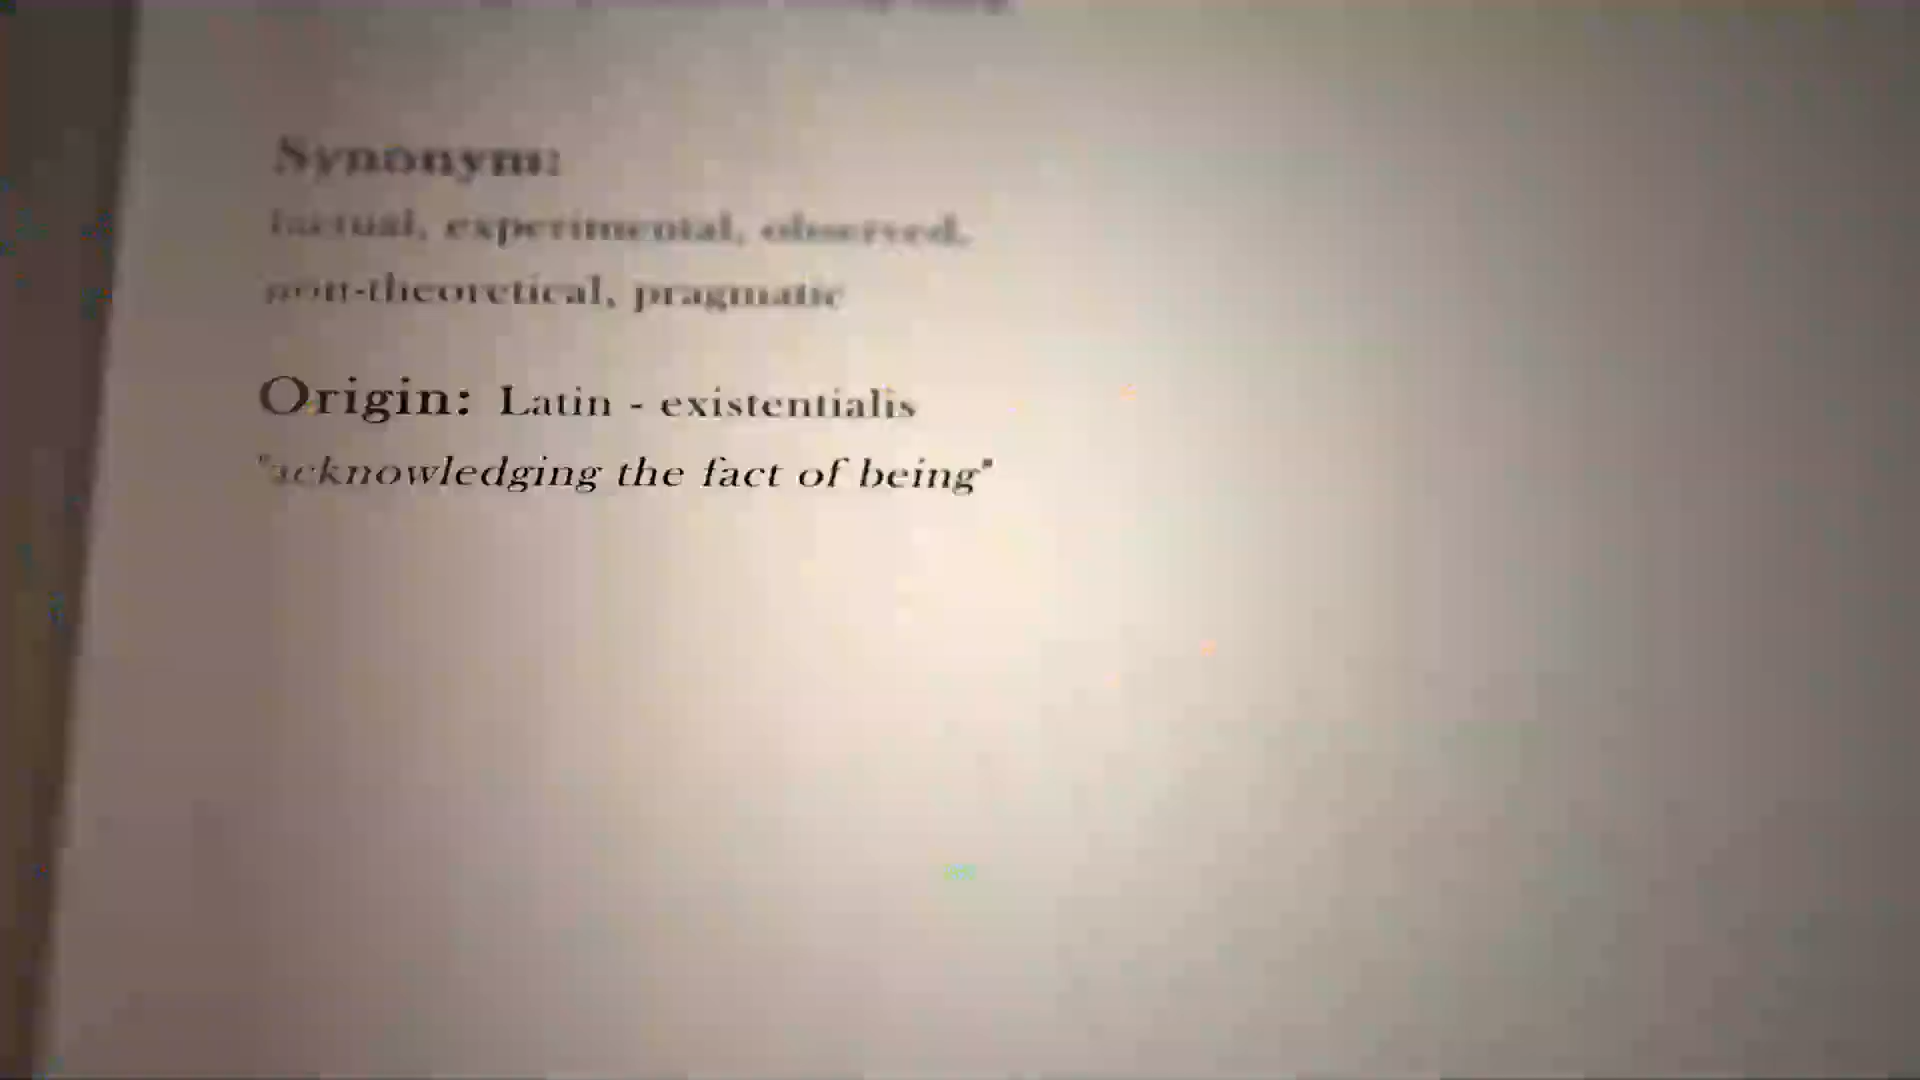 Synonym:
factual, experimental, observed,
non-theoretical, pragmatic
Origin: Latin - existentialis
"acknowledging the fact of being"